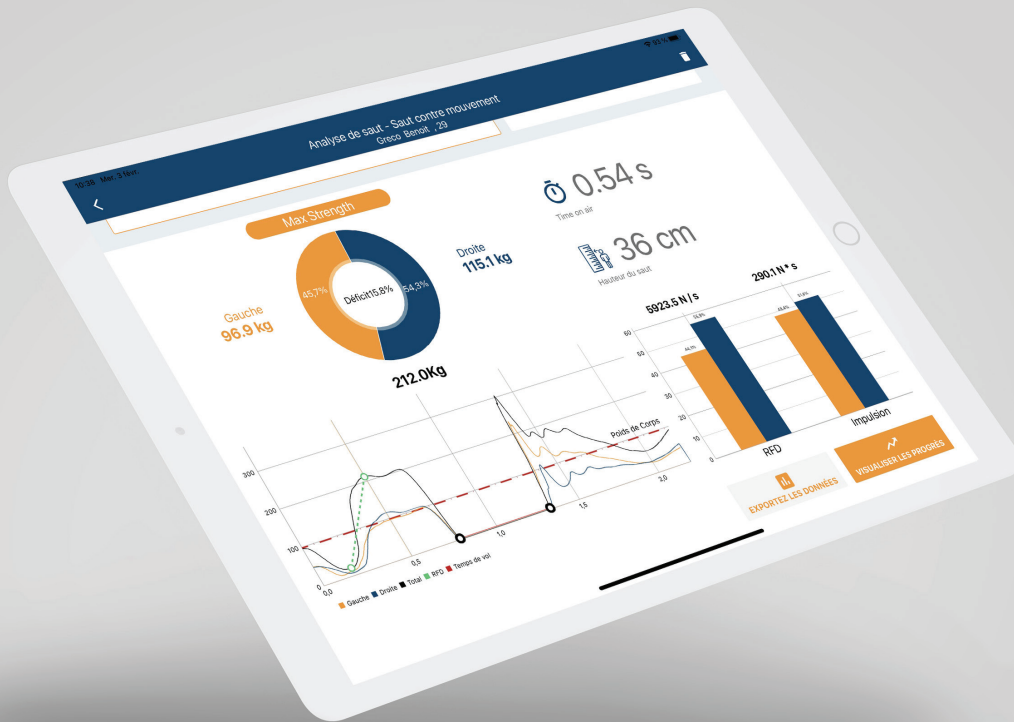 10:38 Mer. 3 févr.
93 %
Analyse de saut - Saut contre mouvement
Greco Benoit , 29
Max Strength
Gauche
96.9 kg
45,7%
Déficit15.8%
54,3%
Droite
115.1 kg
212.0Kg
0.54 s
Time on air
36 cm
Hauteur du saut
300
200
100
0
0,0
0,5
1,0
1,5
2,0
Poids de Corps
Gauche Droite Total RFD Temps de vol
5923.5 N / s
290.1 N * s
60
50
40
30
20
10
0
RFD
Impulsion
EXPORTEZ LES DONNÉES
VISUALISER LES PROGRÈS